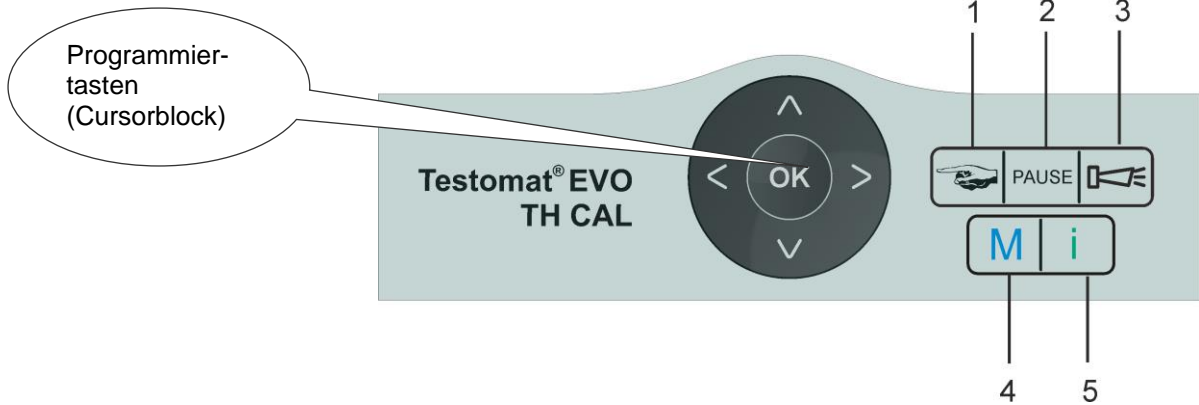 1 2 3
Programmier-
tasten
(Cursorblock)
Testomat® EVO
TH CAL
OK
PAUSE
M i
4 5